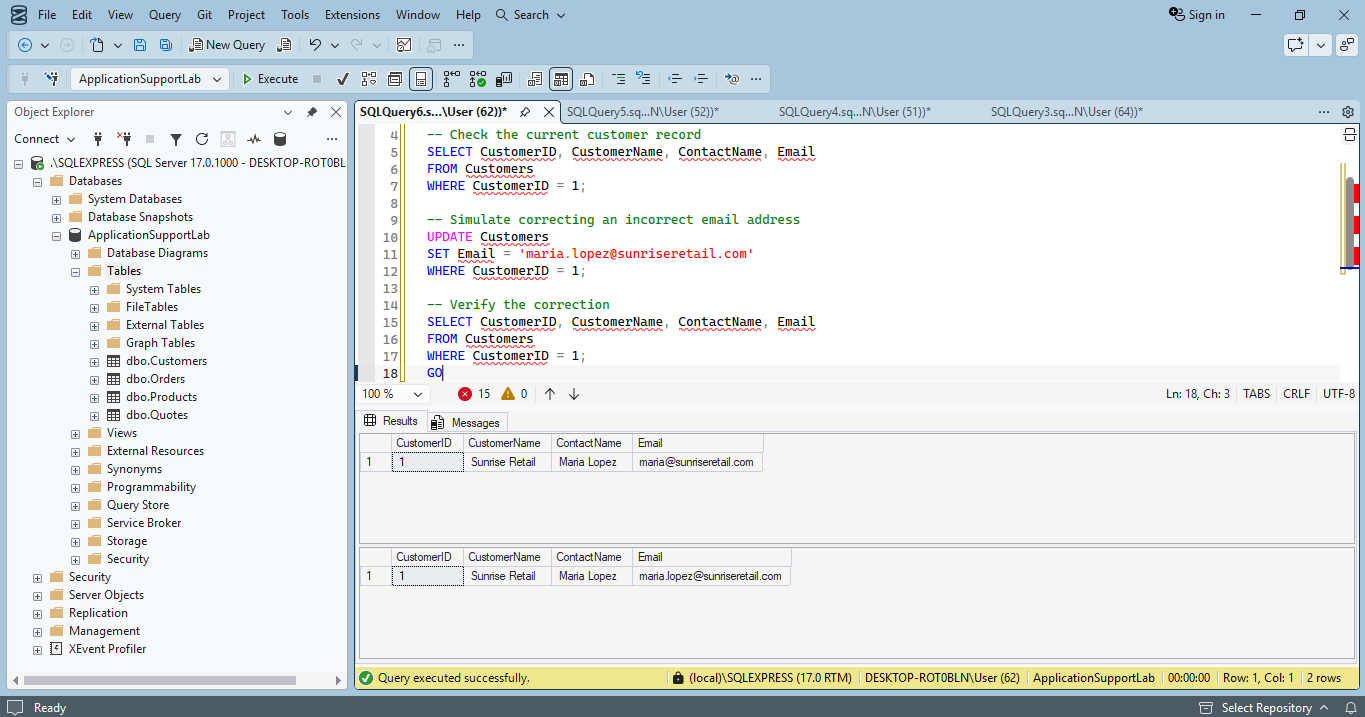 File Edit View Query Git Project Tools Extensions Window Help Search Sign in
New Query
ApplicationSupportLab Execute
Object Explorer
Connect
.\SQLEXPRESS (SQL Server 17.0.1000 - DESKTOP-ROT0BL
Databases
System Databases
Database Snapshots
ApplicationSupportLab
Database Diagrams
Tables
System Tables
FileTables
External Tables
Graph Tables
dbo.Customers
dbo.Orders
dbo.Products
dbo.Quotes
Views
External Resources
Synonyms
Programmability
Query Store
Service Broker
Storage
Security
Security
Server Objects
Replication
Management
XEvent Profiler
SQLQuery6.s...\User (62))* SQLQuery5.sq...N\User (52))* SQLQuery4.sq...N\User (51))* SQLQuery3.sq...N\User (64))*
4 -- Check the current customer record
5 SELECT CustomerID, CustomerName, ContactName, Email
6 FROM Customers
7 WHERE CustomerID = 1;
8
9 -- Simulate correcting an incorrect email address
10 UPDATE Customers
11 SET Email = 'maria.lopez@sunriseretail.com'
12 WHERE CustomerID = 1;
13
14 -- Verify the correction
15 SELECT CustomerID, CustomerName, ContactName, Email
16 FROM Customers
17 WHERE CustomerID = 1;
18 GO
100 % 15 0 Ln: 18, Ch: 3 TABS CRLF UTF-8
Results Messages
CustomerID CustomerName ContactName Email
1 1 Sunrise Retail Maria Lopez maria@sunriseretail.com
CustomerID CustomerName ContactName Email
1 1 Sunrise Retail Maria Lopez maria.lopez@sunriseretail.com
Query executed successfully. (local)\SQLEXPRESS (17.0 RTM) DESKTOP-ROT0BLN\User (62) ApplicationSupportLab 00:00:00 Row: 1, Col: 1 2 rows
Ready Select Repository